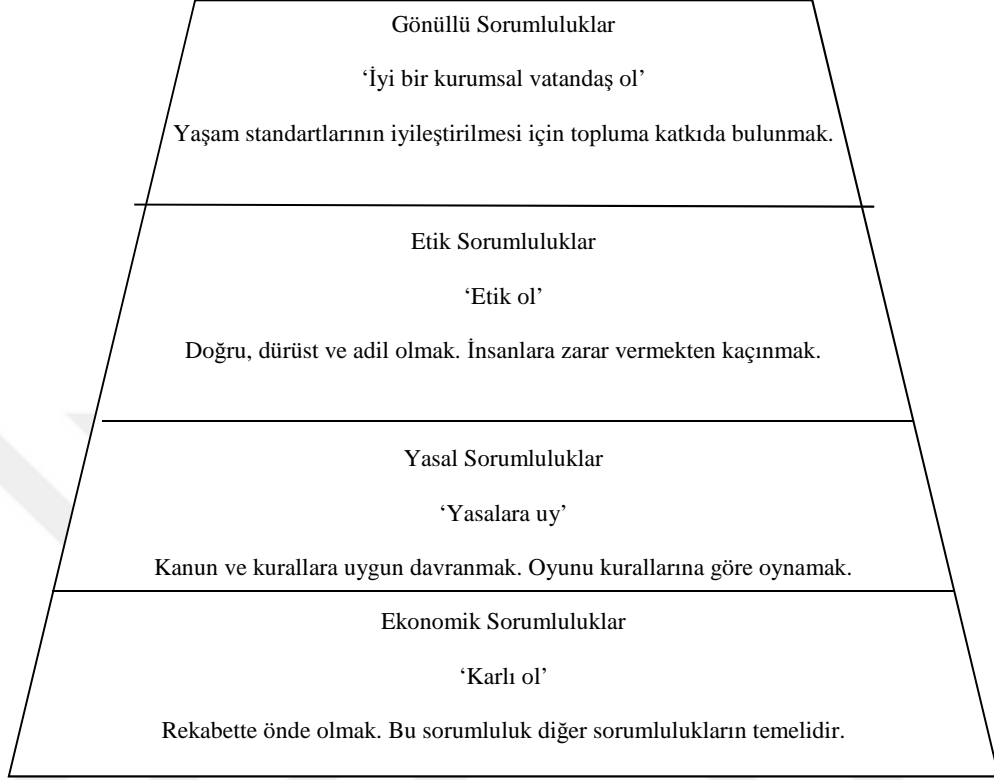 Gönüllü Sorumluluklar
‘İyi bir kurumsal vatandaş ol’
Yaşam standartlarının iyileştirilmesi için topluma katkıda bulunmak.
Etik Sorumluluklar
‘Etik ol’
Doğru, dürüst ve adil olmak. İnsanlara zarar vermekten kaçınmak.
Yasal Sorumluluklar
‘Yasalara uy’
Kanun ve kurallara uygun davranmak. Oyunu kurallarına göre oynamak.
Ekonomik Sorumluluklar
‘Karlı ol’
Rekabette önde olmak. Bu sorumluluk diğer sorumlulukların temelidir.